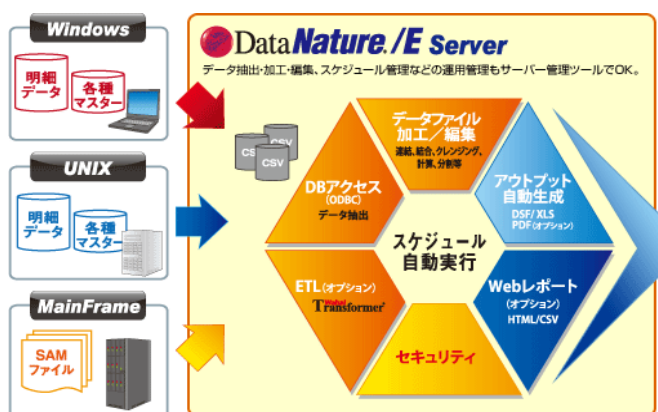 Windows
明細
データ
各種
マスター
UNIX
明細
データ
各種
マスター
MainFrame
SAM
ファイル
DataNature./E Server
データ抽出・加工・編集、スケジュール管理などの運用管理もサーバー管理ツールでOK。
CSV
CSV
データファイル
加工／編集
連結、結合、クレンジング、
計算、分割等
DBアクセス
(ODBC)
データ抽出
アウトプット
自動生成
DSF/XLS
PDF(オプション)
スケジュール
自動実行
ETL(オプション)
Waha!
Transformer
Webレポート
(オプション)
HTML/CSV
セキュリティ